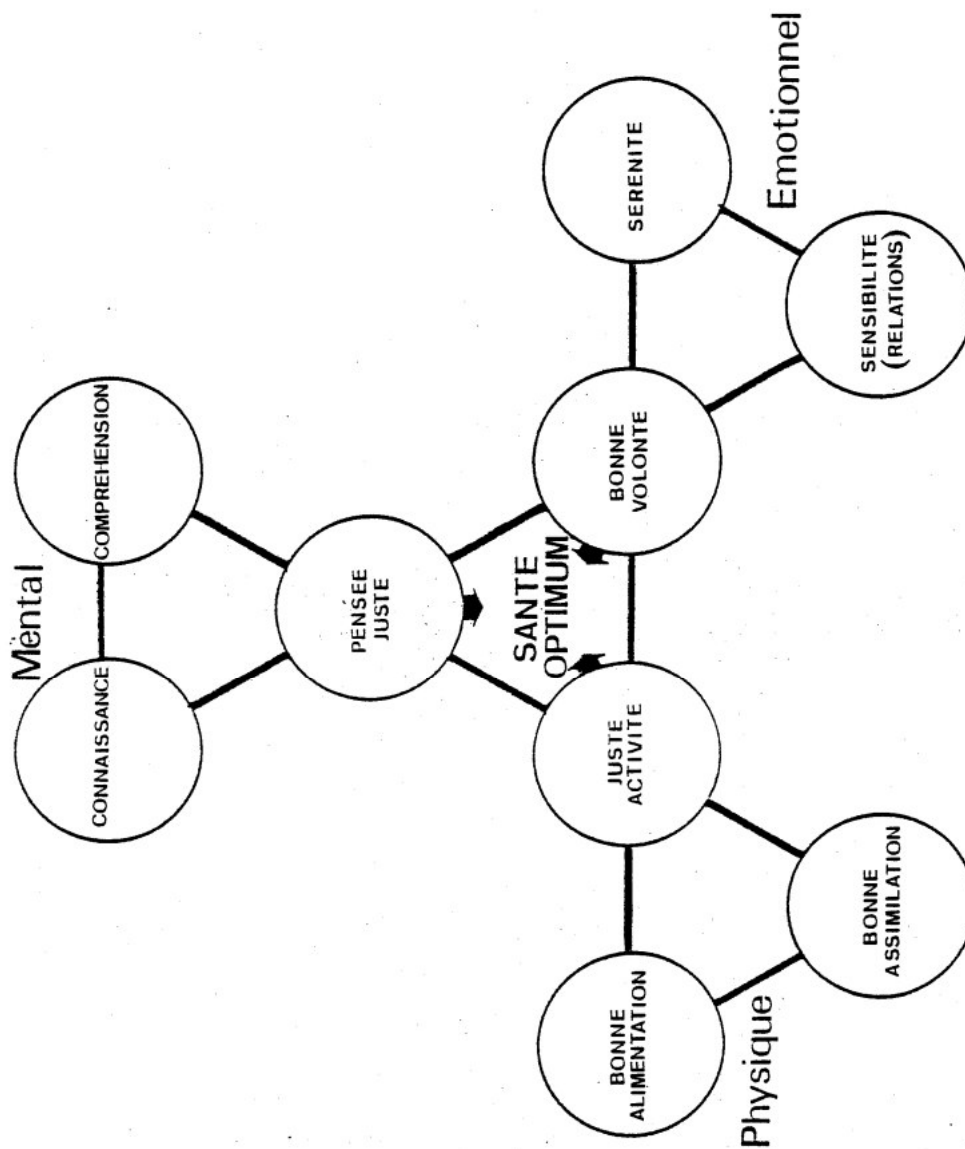 Mental
CONNAISSANCE
COMPREHENSION
PENSEE
JUSTE
SANTE
OPTIMUM
BONNE
ALIMENTATION
JUSTE
ACTIVITE
BONNE
VOLONTE
SERENITE
Physique
Emotionnel
BONNE
ASSIMILATION
SENSIBILITE
(RELATIONS)